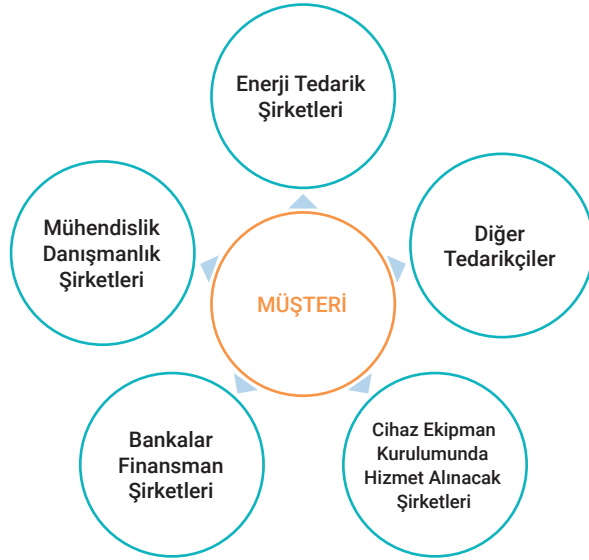 Enerji Tedarik
Şirketleri
Mühendislik
Danışmanlık
Şirketleri
Diğer
Tedarikçiler
MÜŞTERİ
Bankalar
Finansman
Şirketleri
Cihaz Ekipman
Kurulumunda
Hizmet Alınacak
Şirketleri